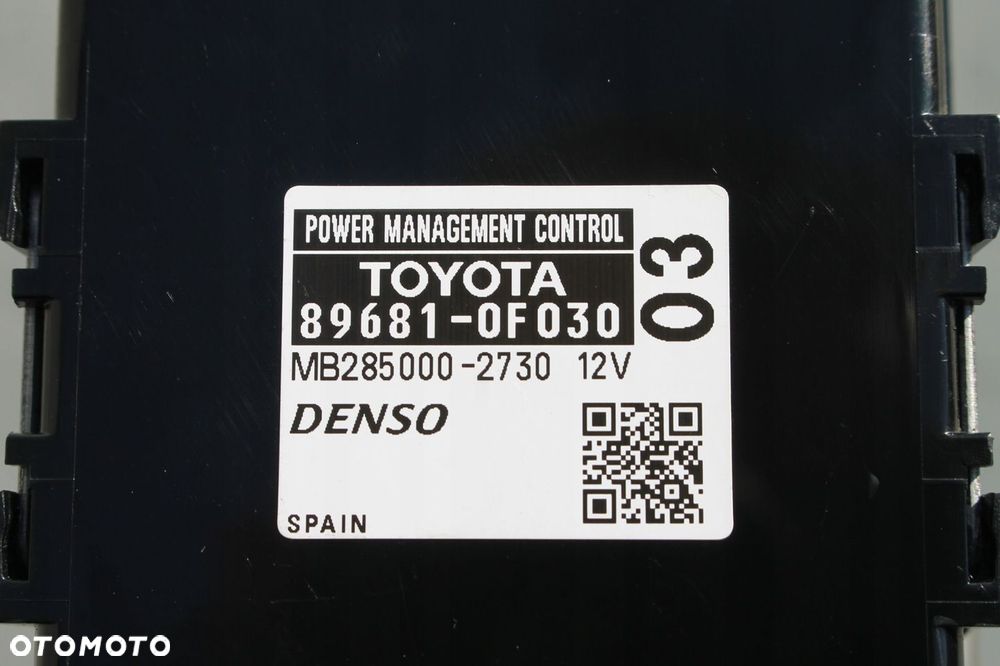 POWER MANAGEMENT CONTROL
TOYOTA
89681-0F030
03
MB285000-2730 12V
DENSO
SPAIN
OTOMOTO